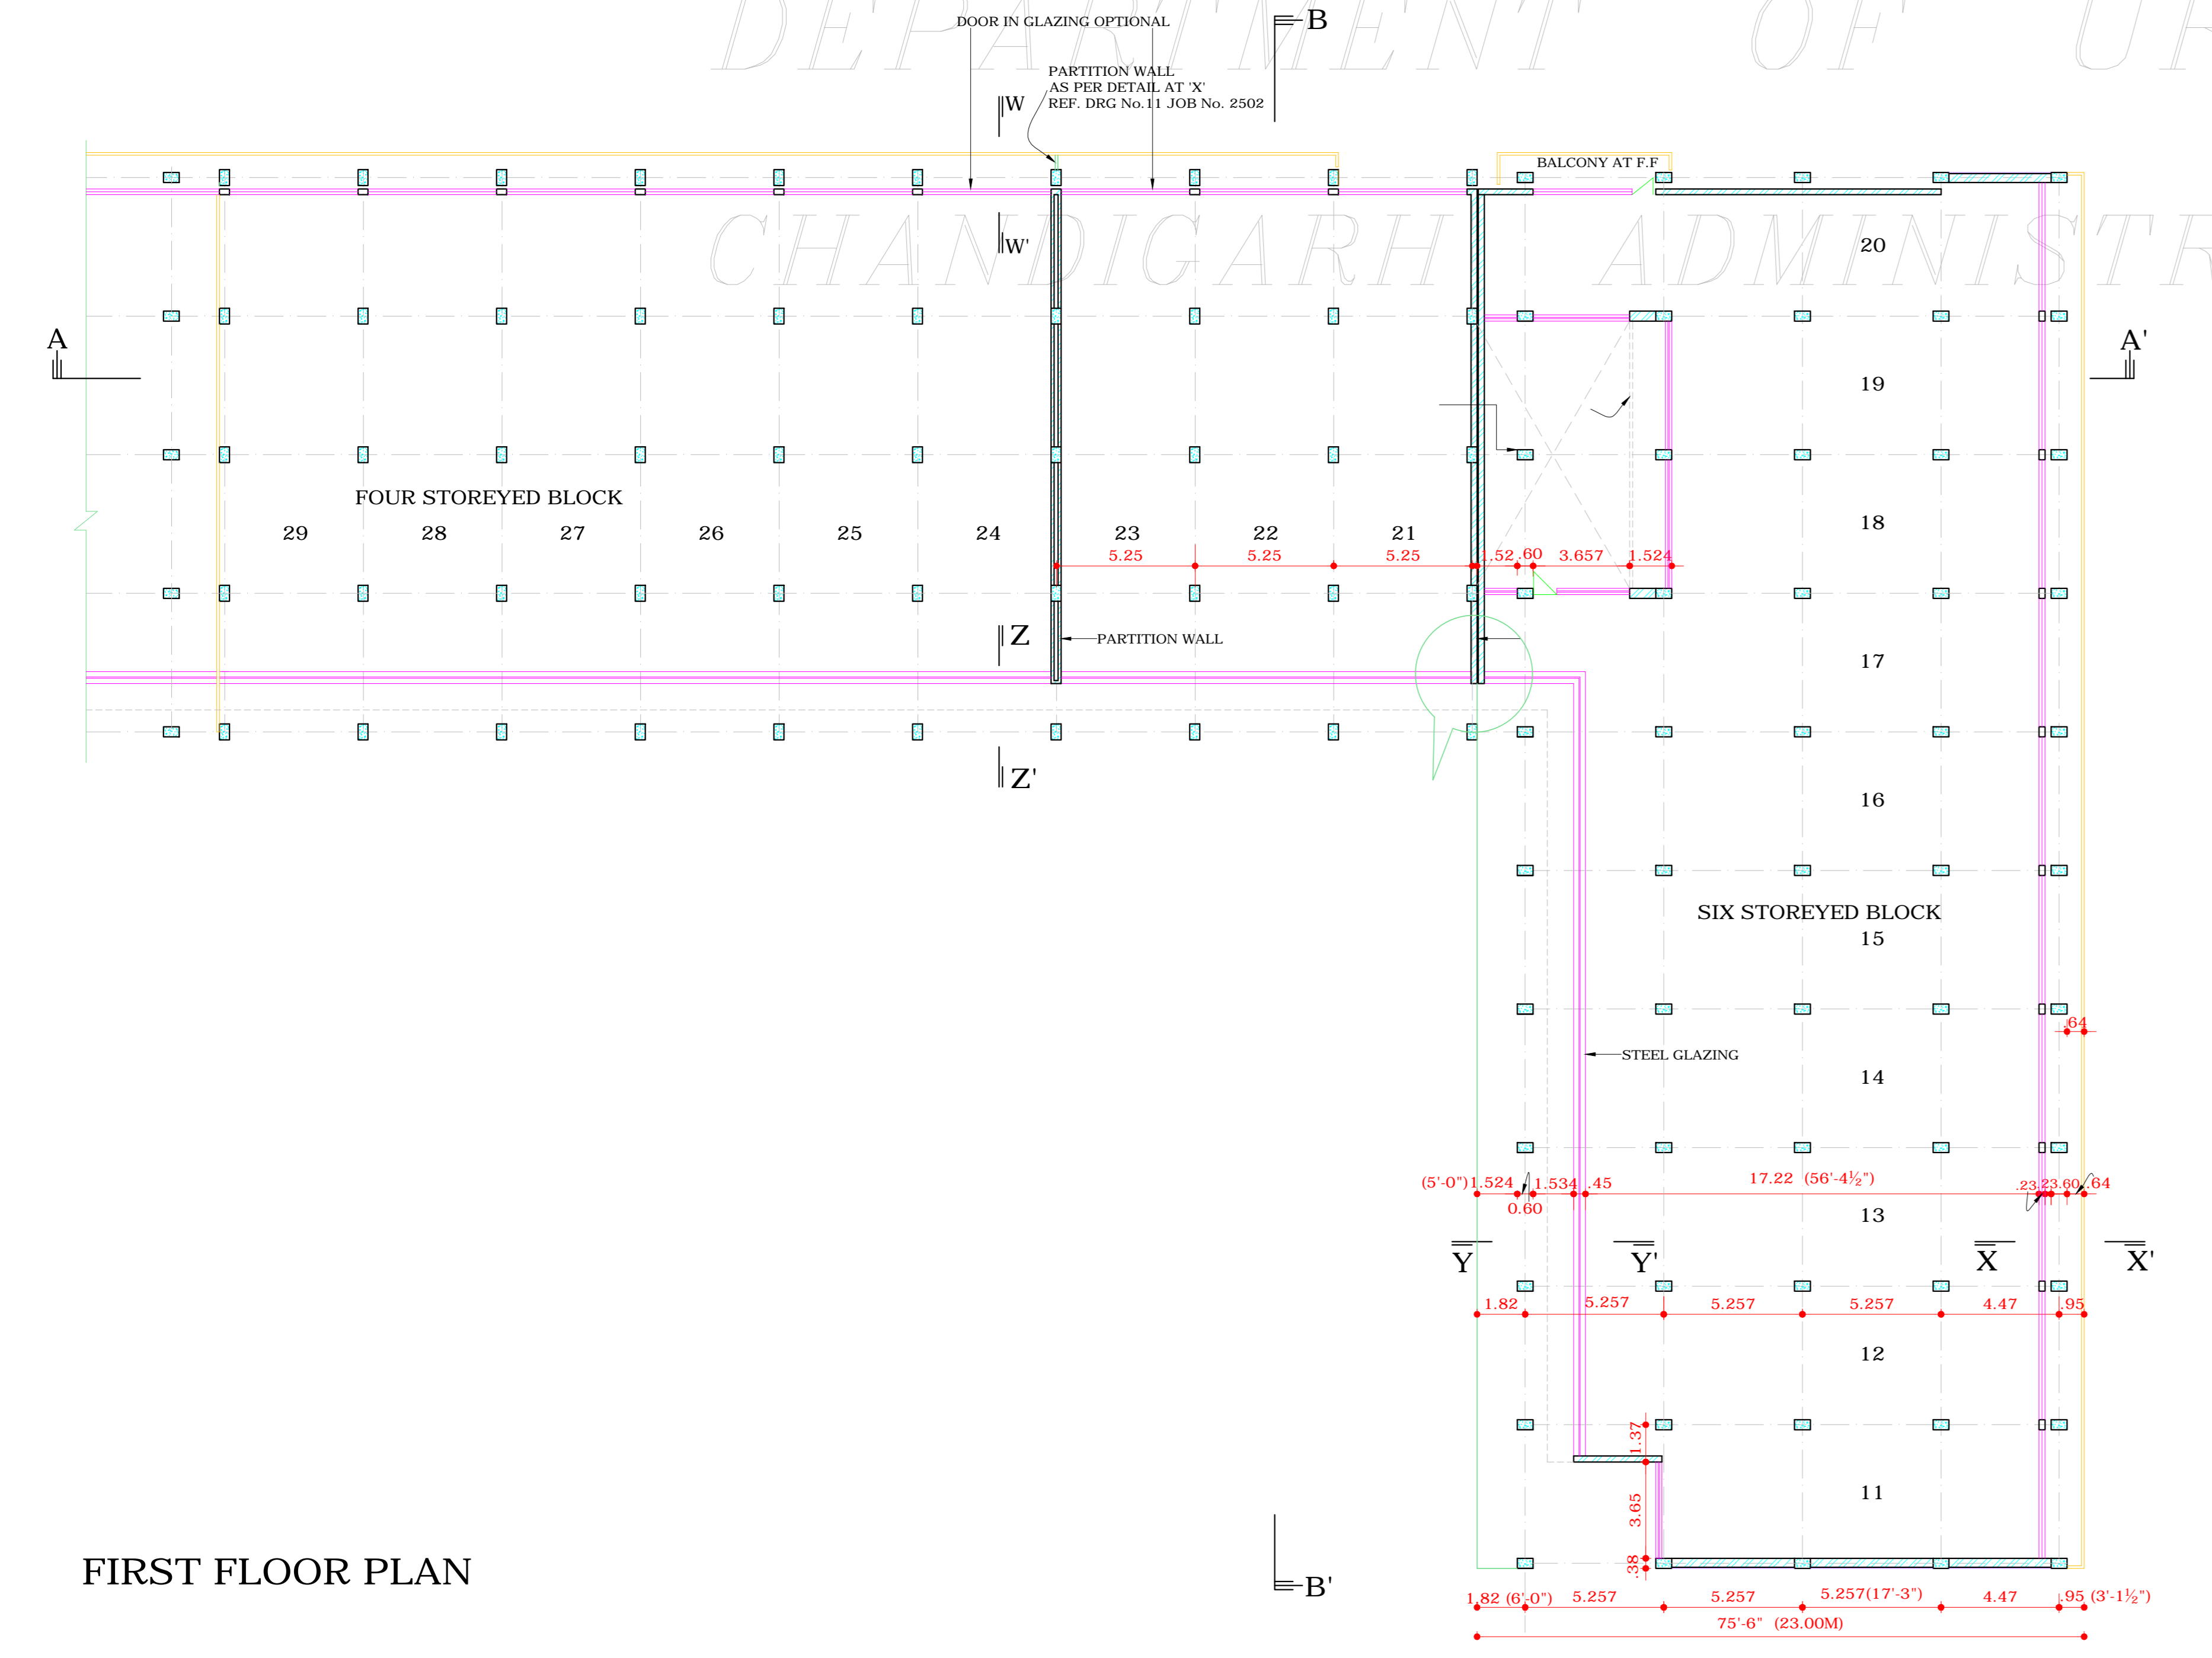 DEPARTMENT OF
DOOR IN GLAZING OPTIONAL
B
PARTITION WALL
AS PER DETAIL AT 'X'
REF. DRG No.11 JOB No. 2502
W
BALCONY AT F.F
CHANDIGARH
W'
20
A
A'
19
FOUR STOREYED BLOCK
18
29 28 27 26 25 24 23 22 21
5.25 5.25 5.25 1.52 .60 3.657 1.524
Z
PARTITION WALL
17
Z'
16
SIX STOREYED BLOCK
15
.64
STEEL GLAZING
14
(5'-0") 1.524 1.534 .45 17.22 (56'-4½") .23 .23 .60 .64
0.60
13
Y Y' X X'
1.82 5.257 5.257 5.257 4.47 .95
12
1.37
11
3.65
.38
FIRST FLOOR PLAN
B'
1.82 (6'-0") 5.257 5.257 5.257(17'-3") 4.47 .95 (3'-1½")
75'-6" (23.00M)